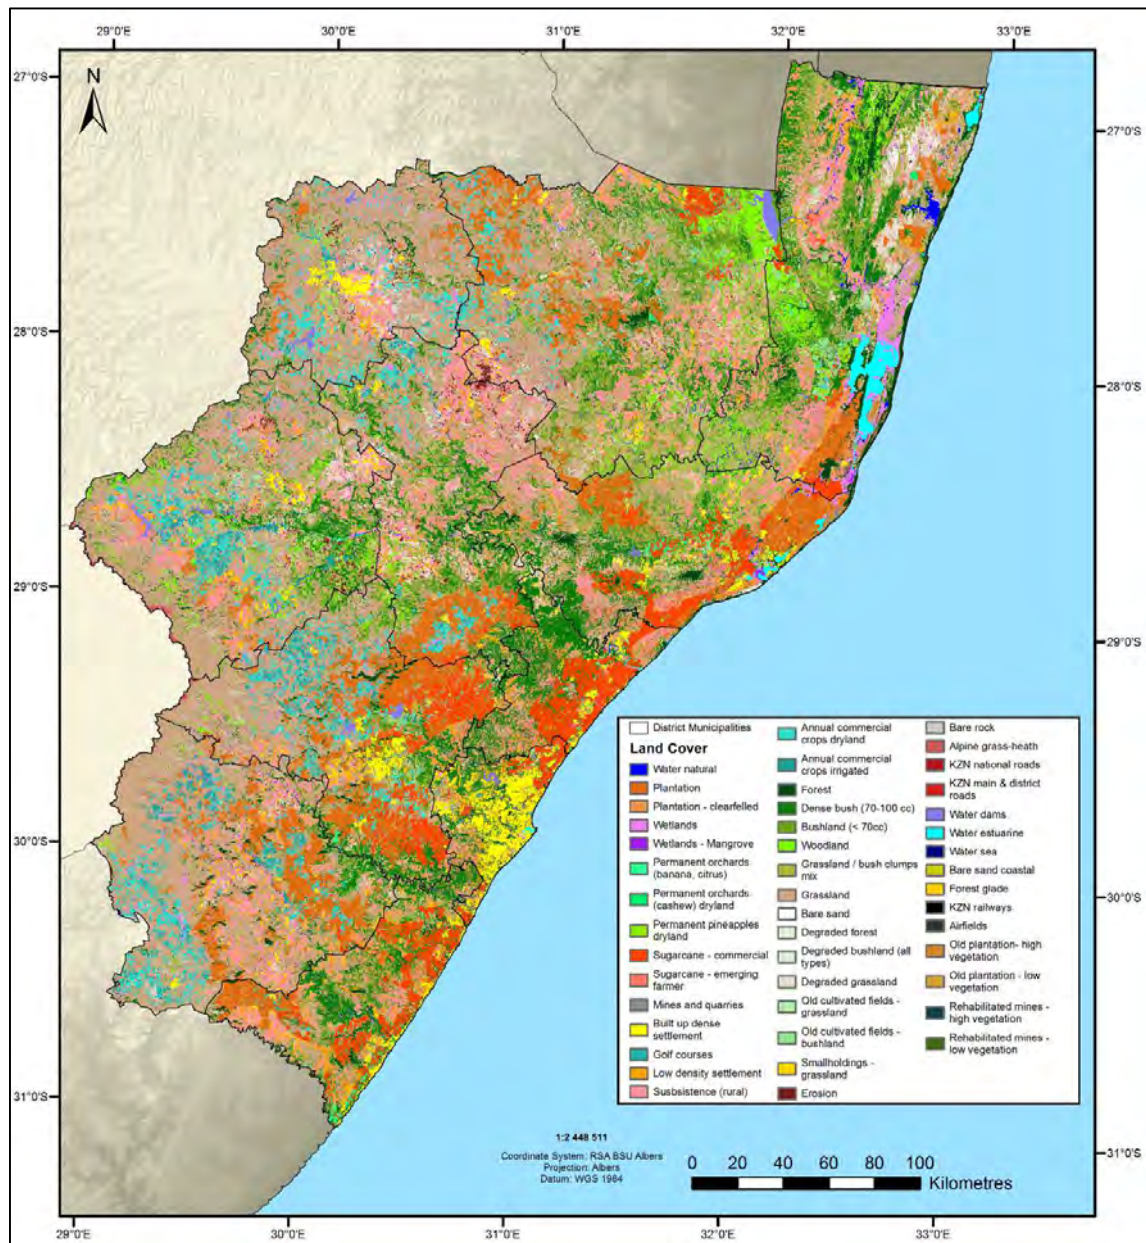 29°0'E
30°0'E
31°0'E
32°0'E
33°0'E
27°0'S
N
27°0'S
28°0'S
28°0'S
29°0'S
29°0'S
30°0'S
30°0'S
31°0'S
31°0'S
District Municipalities
Land Cover
Water natural
Plantation
Plantation - clearfelled
Wetlands
Wetlands - Mangrove
Permanent orchards
(banana, citrus)
Permanent orchards
(cashew) dryland
Permanent pineapples
dryland
Sugarcane - commercial
Sugarcane - emerging
farmer
Mines and quarries
Built up dense
settlement
Golf courses
Low density settlement
Susbsistence (rural)
Annual commercial
crops dryland
Annual commercial
crops irrigated
Forest
Dense bush (70-100 cc)
Bushland (< 70cc)
Woodland
Grassland / bush clumps
mix
Grassland
Bare sand
Degraded forest
Degraded bushland (all
types)
Degraded grassland
Old cultivated fields -
grassland
Old cultivated fields -
bushland
Smallholdings -
grassland
Erosion
Bare rock
Alpine grass-heath
KZN national roads
KZN main & district
roads
Water dams
Water estuarine
Water sea
Bare sand coastal
Forest glade
KZN railways
Airfields
Old plantation- high
vegetation
Old plantation - low
vegetation
Rehabilitated mines -
high vegetation
Rehabilitated mines -
low vegetation
1:2 448 511
Coordinate System: RSA BSU Albers
Projection: Albers
Datum: WGS 1984
0 20 40 60 80 100
Kilometres
29°0'E
30°0'E
31°0'E
32°0'E
33°0'E